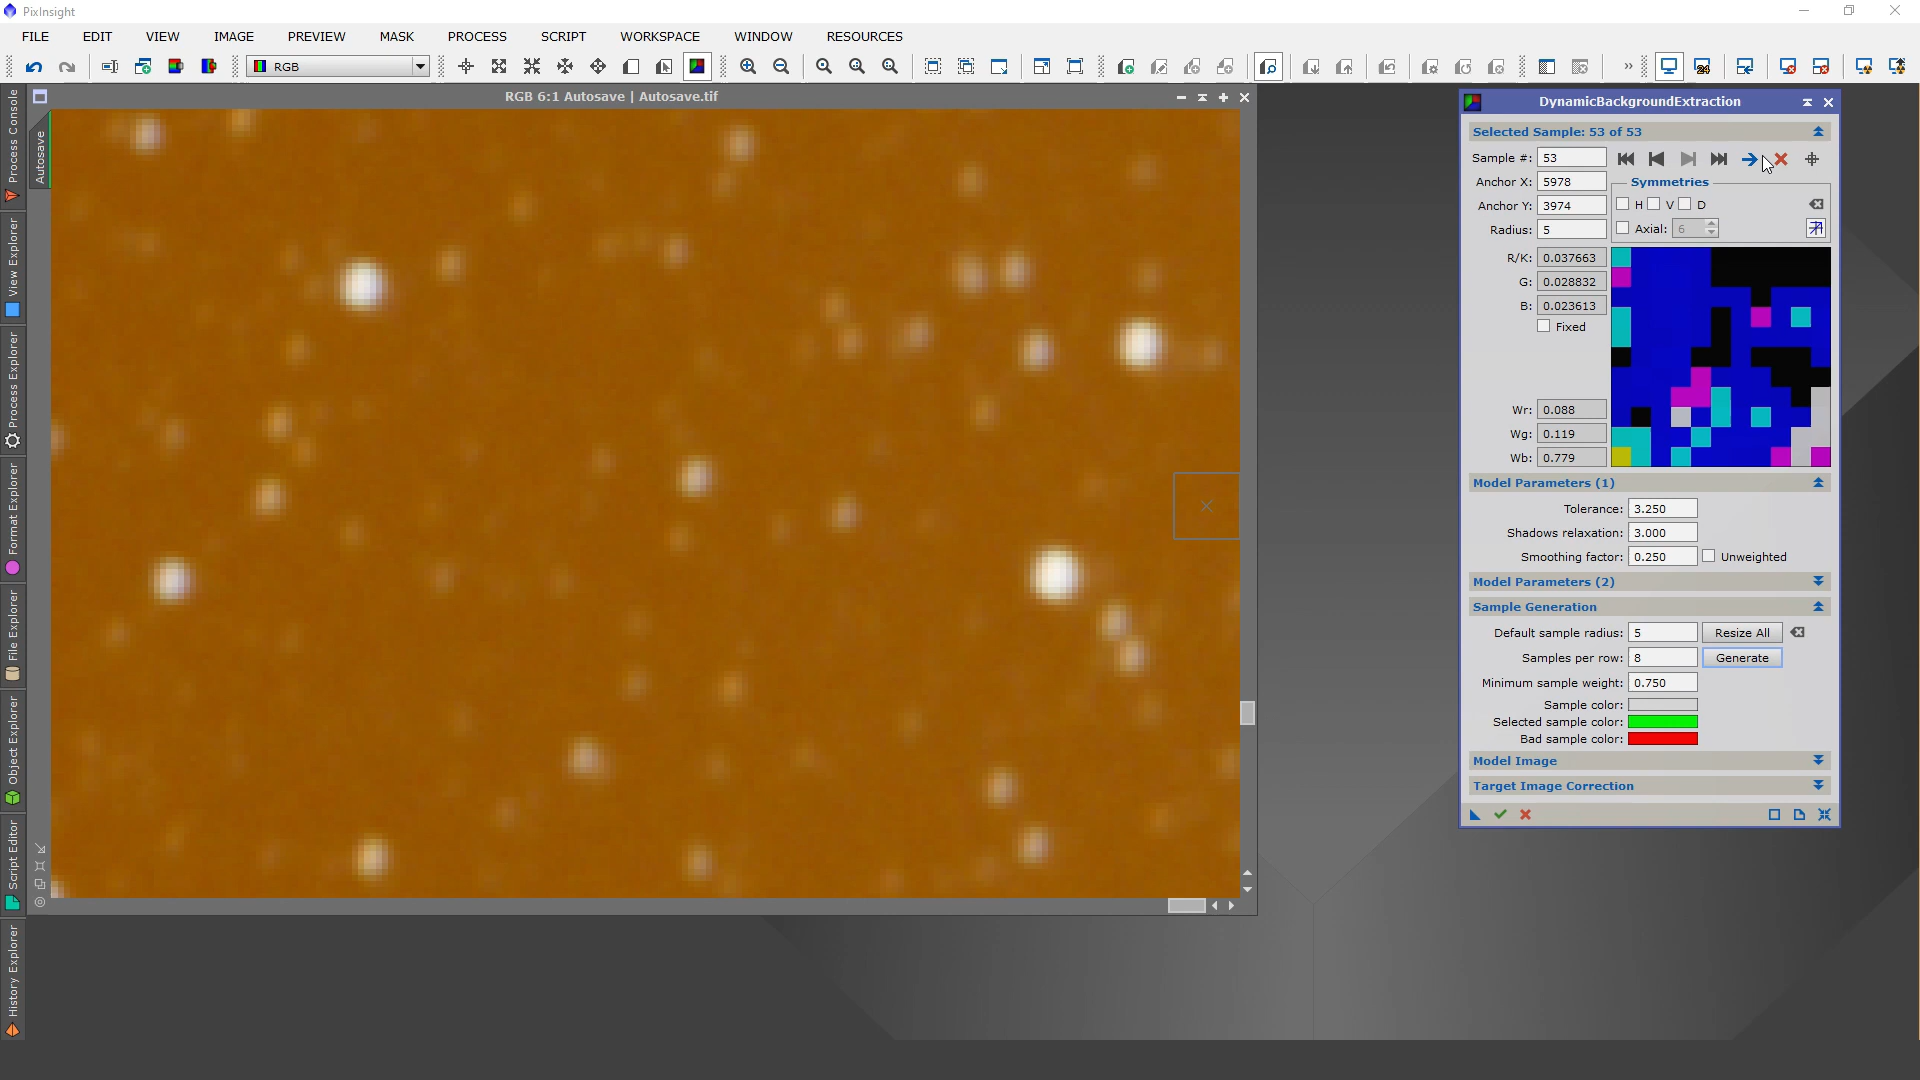 PixInsight
FILE EDIT VIEW IMAGE PREVIEW MASK PROCESS SCRIPT WORKSPACE WINDOW RESOURCES
RGB
24
RGB 6:1 Autosave | Autosave.tif
Autosave
Process Console
View Explorer
Process Explorer
Format Explorer
File Explorer
Object Explorer
Script Editor
History Explorer
DynamicBackgroundExtraction
Selected Sample: 53 of 53
Sample #: 53
Anchor X: 5978
Symmetries
Anchor Y: 3974
H V D
Radius: 5
Axial: 6
R/K: 0.037663
G: 0.028832
B: 0.023613
Fixed
Wr: 0.088
Wg: 0.119
Wb: 0.779
Model Parameters (1)
Tolerance: 3.250
Shadows relaxation: 3.000
Smoothing factor: 0.250 Unweighted
Model Parameters (2)
Sample Generation
Default sample radius: 5 Resize All
Samples per row: 8 Generate
Minimum sample weight: 0.750
Sample color:
Selected sample color:
Bad sample color:
Model Image
Target Image Correction